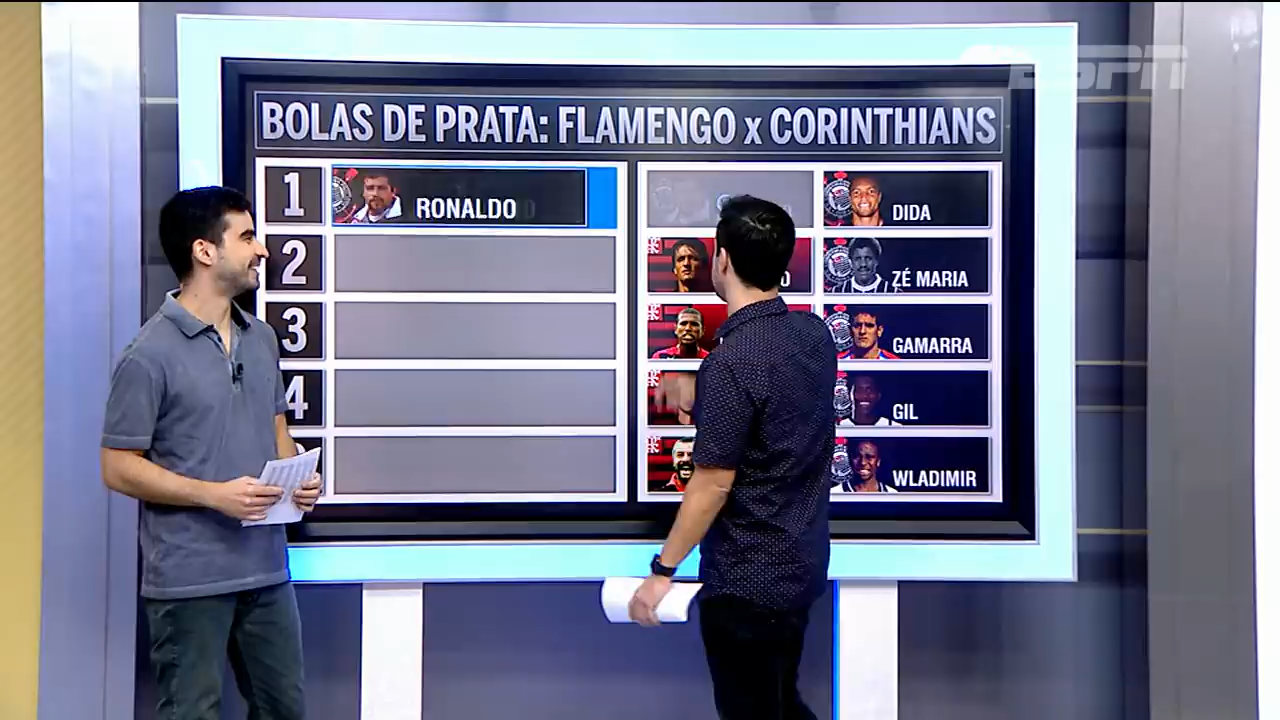 ESPN
BOLAS DE PRATA: FLAMENGO x CORINTHIANS
1 RONALDO DIDA
2 ZÉ MARIA
3 GAMARRA
4 GIL
WLADIMIR